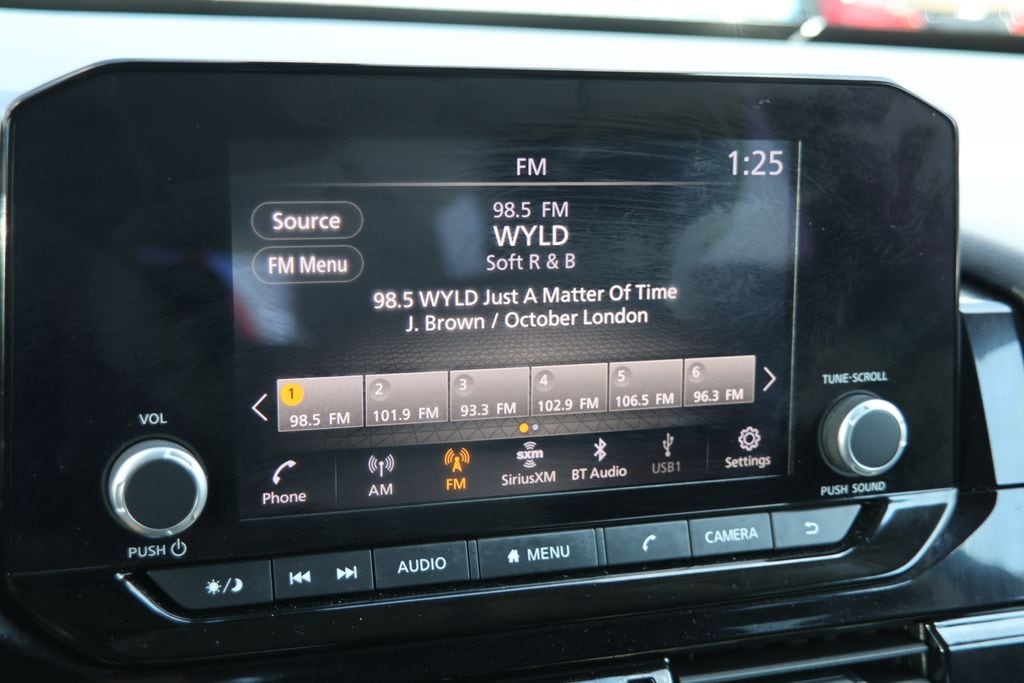 FM
1:25
Source
98.5 FM
WYLD
FM Menu
Soft R & B
98.5 WYLD Just A Matter Of Time
J. Brown / October London
1
98.5 FM
2
101.9 FM
3
93.3 FM
4
102.9 FM
5
106.5 FM
6
96.3 FM
Phone
AM
FM
sxm
SiriusXM
BT Audio
USB1
Settings
VOL
PUSH
TUNE·SCROLL
PUSH SOUND
AUDIO
MENU
CAMERA